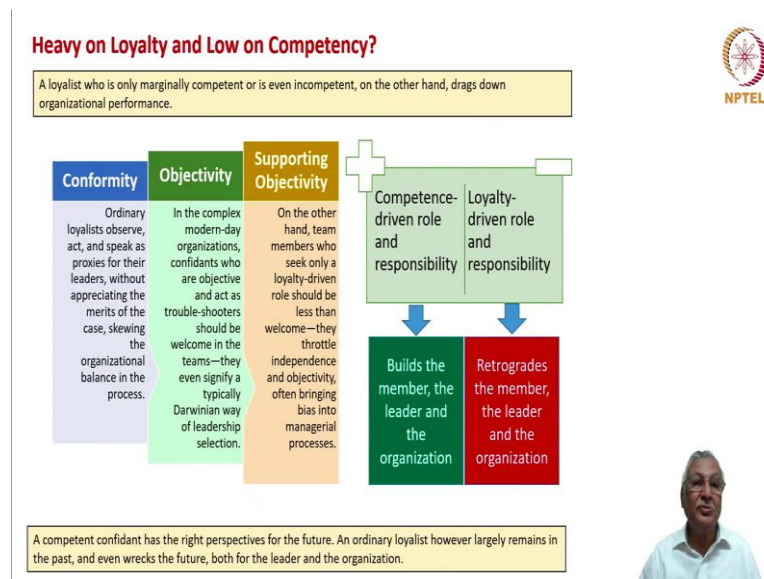 Heavy on Loyalty and Low on Competency?
NPTEL
A loyalist who is only marginally competent or is even incompetent, on the other hand, drags down
organizational performance.
Conformity
Ordinary
loyalists observe,
act, and speak as
proxies for their
leaders, without
appreciating the
merits of the
case, skewing
the
organizational
balance in the
process.
Objectivity
In the complex
modern-day
organizations,
confidants who
are objective
and act as
trouble-shooters
should be
welcome in the
teams—they
even signify a
typically
Darwinian way
of leadership
selection.
Supporting
Objectivity
On the other
hand, team
members who
seek only a
loyalty-driven
role should be
less than
welcome—they
throttle
independence
and objectivity,
often bringing
bias into
managerial
processes.
Competence-
driven role
and
responsibility
Loyalty-
driven role
and
responsibility
Builds the
member, the
leader and
the
organization
Retrogrades
the member,
the leader
and the
organization
A competent confidant has the right perspectives for the future. An ordinary loyalist however largely remains in
the past, and even wrecks the future, both for the leader and the organization.